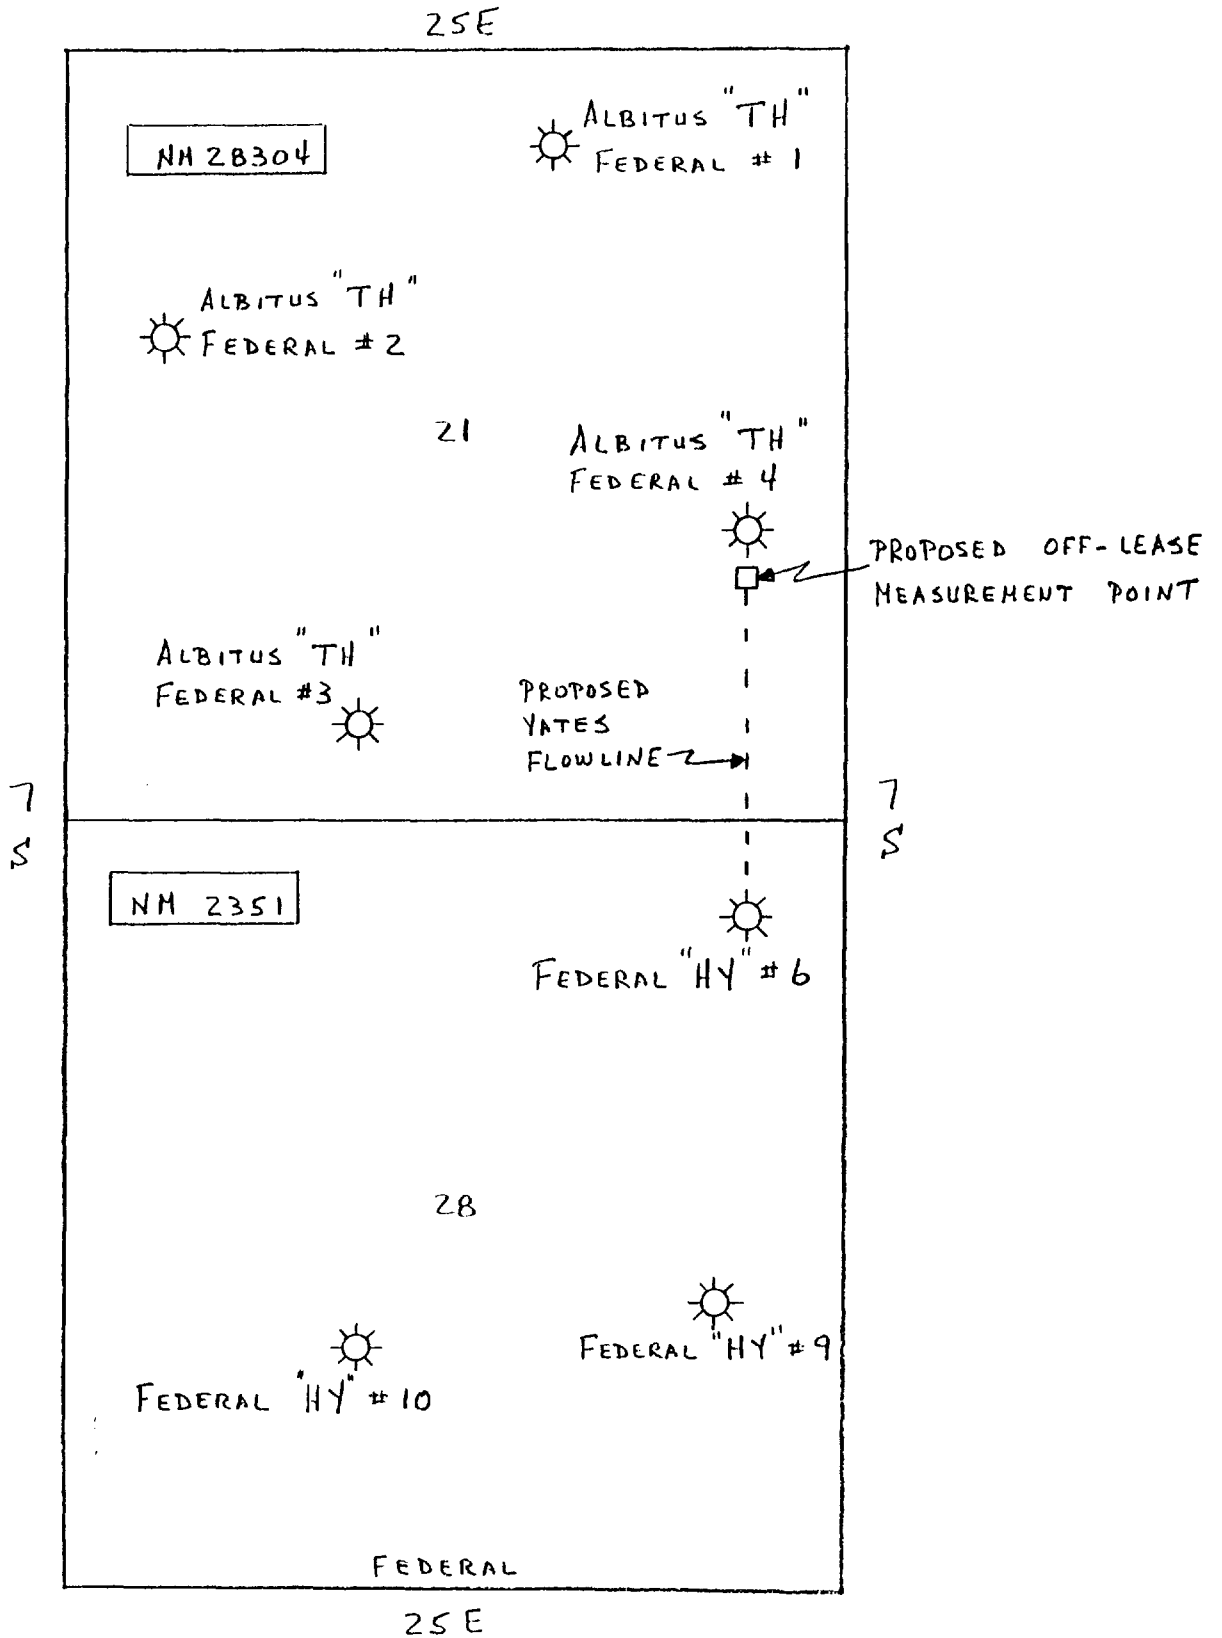 25E
NM 28304
ALBITUS "TH"
FEDERAL # 1
ALBITUS "TH"
FEDERAL # 2
21
ALBITUS "TH"
FEDERAL # 4
PROPOSED OFF-LEASE
MEASUREMENT POINT
ALBITUS "TH"
FEDERAL #3
PROPOSED
YATES
FLOWLINE
7
S
7
S
NM 2351
FEDERAL "HY" # 6
28
FEDERAL "HY" # 9
FEDERAL "HY" # 10
FEDERAL
25E